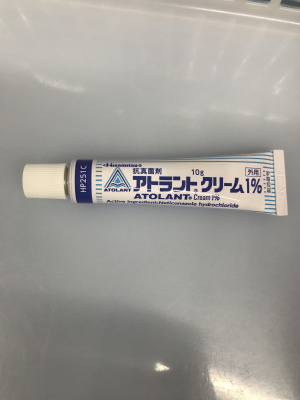 Hisamitsu
抗真菌剤 10g
アトラント®クリーム1% 外用
ATOLANT® Cream 1%
Active ingredient:Neticonazole hydrochloride
ATOLANT
HP251C